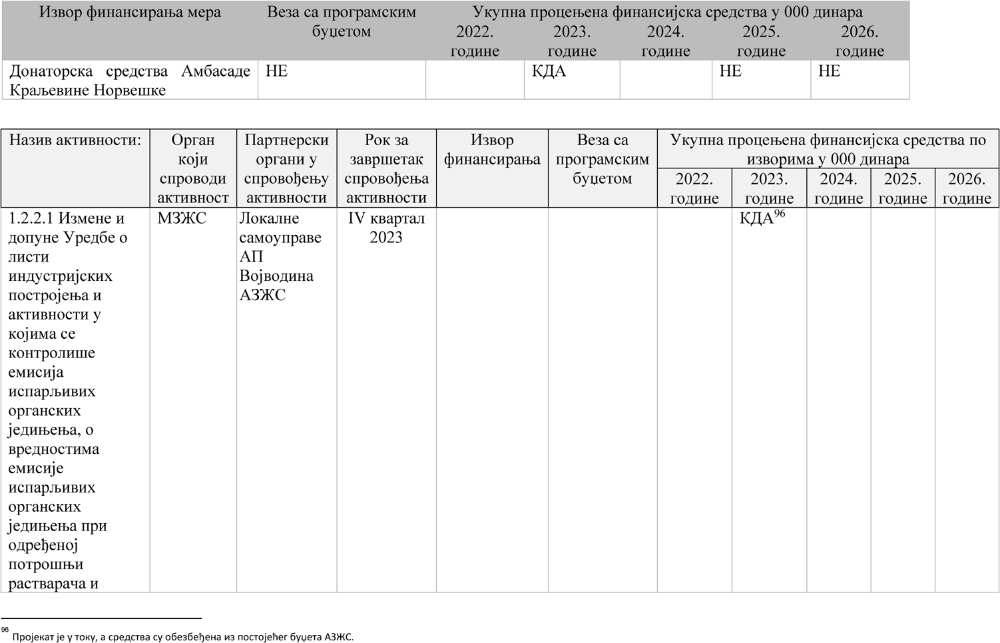 Извор финансирања мера
Веза са програмским
буџетом
Укупна процењена финансијска средства у 000 динара
2022.
године
2023.
године
2024.
године
2025.
године
2026.
године
Донаторска средства Амбасаде
Краљевине Норвешке
НЕ
КДА
НЕ
НЕ
Назив активности:
Орган
који
спроводи
активност
Партнерски
органи у
спровођењу
активности
Рок за
завршетак
спровођења
активности
Извор
финансирања
Веза са
програмским
буџетом
Укупна процењена финансијска средства по
изворима у 000 динара
2022.
године
2023.
године
2024.
године
2025.
године
2026.
године
1.2.2.1 Измене и
допуне Уредбе о
листи
индустријских
постројења и
активности у
којима се
контролише
емисија
испарљивих
органских
једињења, о
вредностима
емисије
испарљивих
органских
једињења при
одређеној
потрошњи
растварача и
МЗЖС
Локалне
самоуправе
АП
Војводина
АЗЖС
IV квартал
2023
КДА96
96 Пројекат је у току, а средства су обезбеђена из постојећег буџета АЗЖС.